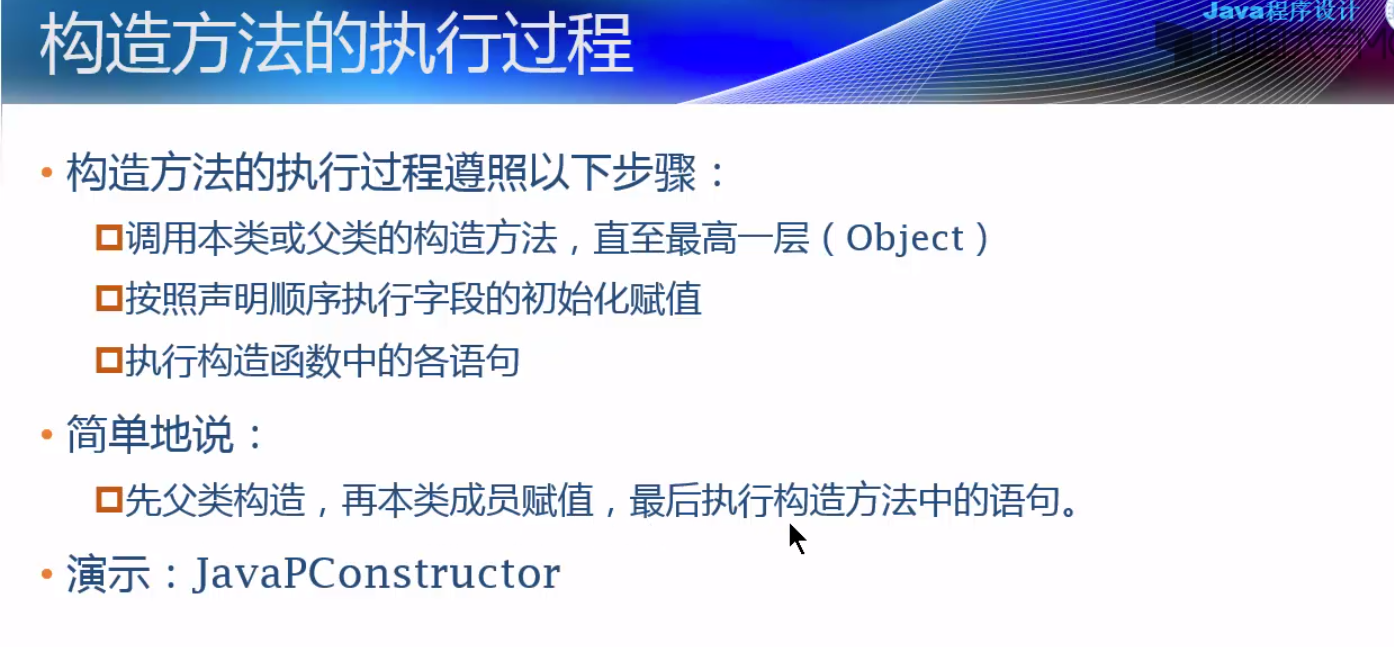 Java程序设计
构造方法的执行过程
构造方法的执行过程遵照以下步骤：
调用本类或父类的构造方法，直至最高一层（Object）
按照声明顺序执行字段的初始化赋值
执行构造函数中的各语句
简单地说：
先父类构造，再本类成员赋值，最后执行构造方法中的语句。
演示：JavaPConstructor